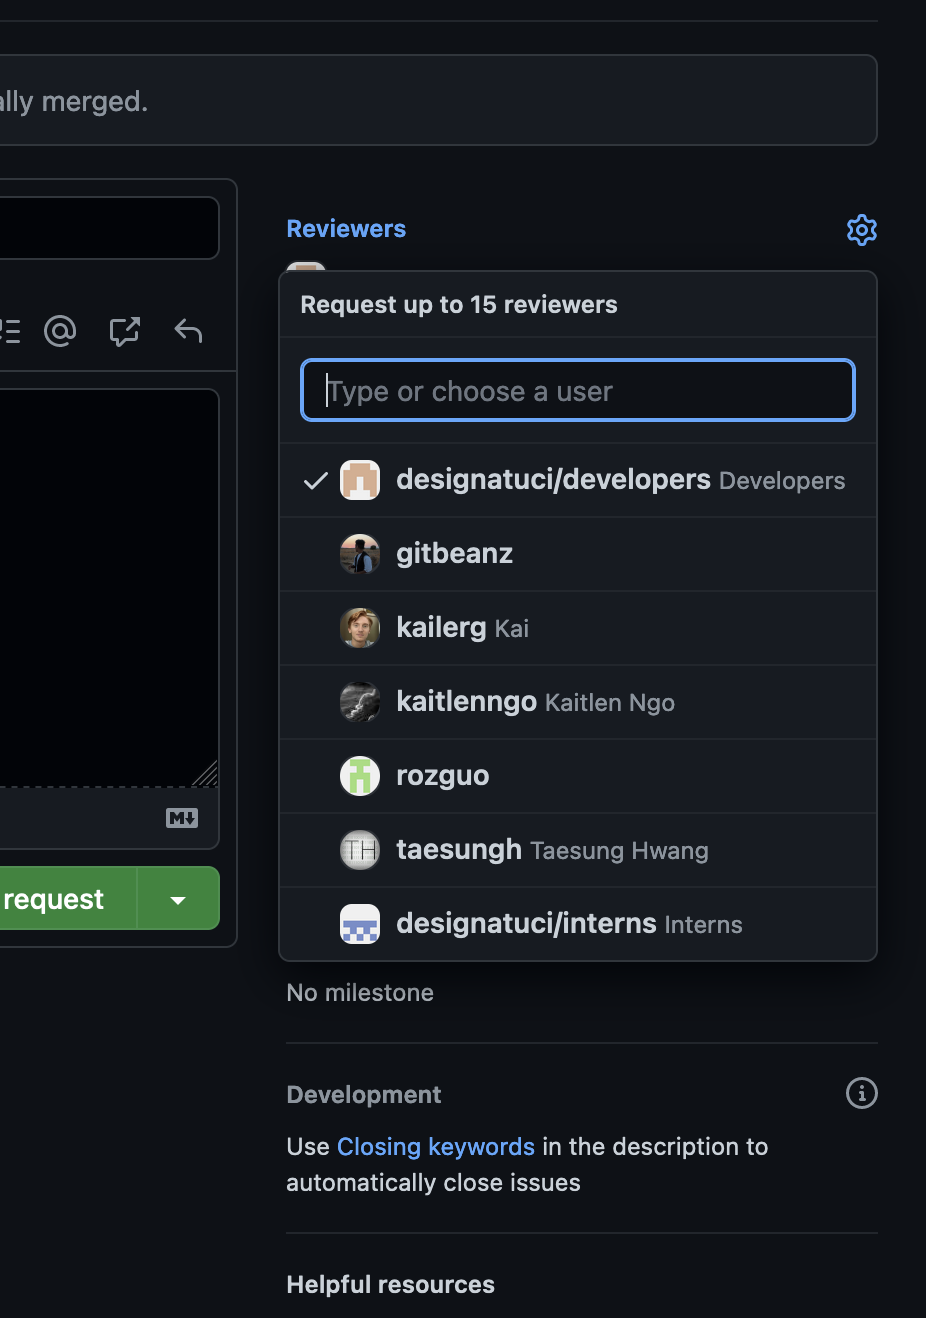 ally merged.
Reviewers
Request up to 15 reviewers
Type or choose a user
designatuci/developers Developers
gitbeanz
kailerg Kai
kaitlenngo Kaitlen Ngo
rozguo
TH
taesungh Taesung Hwang
designatuci/interns Interns
request
No milestone
Development
Use Closing keywords in the description to
automatically close issues
Helpful resources